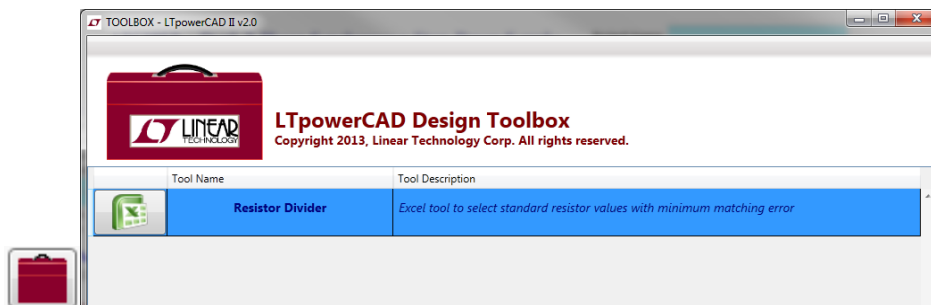 TOOLBOX - LTpowerCAD II v2.0
LINEAR
TECHNOLOGY
LTpowerCAD Design Toolbox
Copyright 2013, Linear Technology Corp. All rights reserved.
Tool Name Tool Description
Resistor Divider Excel tool to select standard resistor values with minimum matching error